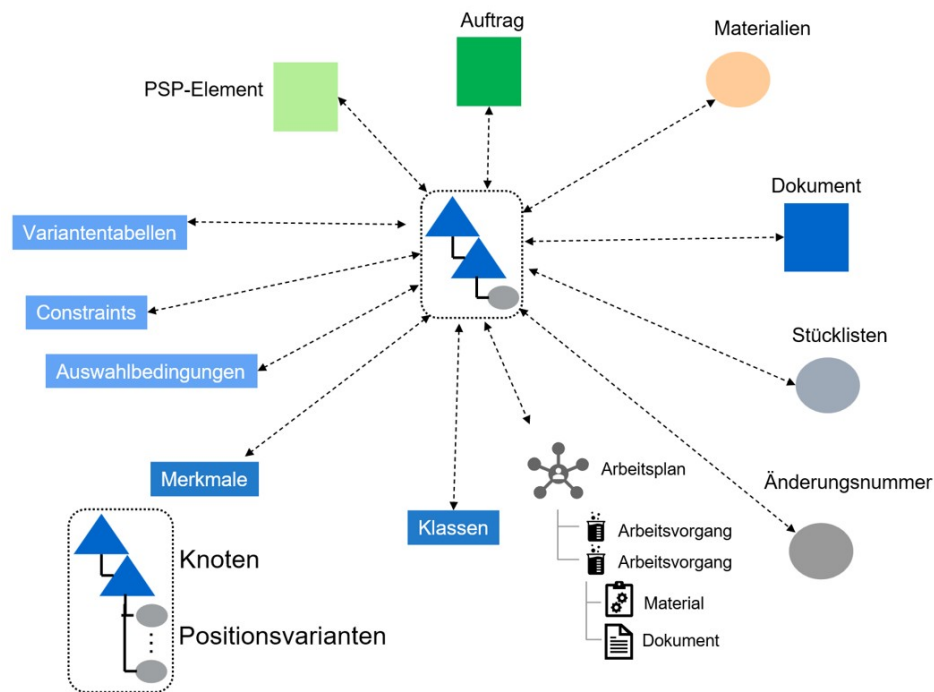 Auftrag
Materialien
PSP-Element
Dokument
Variantentabellen
Constraints
Stücklisten
Auswahlbedingungen
Merkmale
Arbeitsplan
Änderungsnummer
Klassen
Arbeitsvorgang
Knoten
Arbeitsvorgang
Material
Positionsvarianten
Dokument